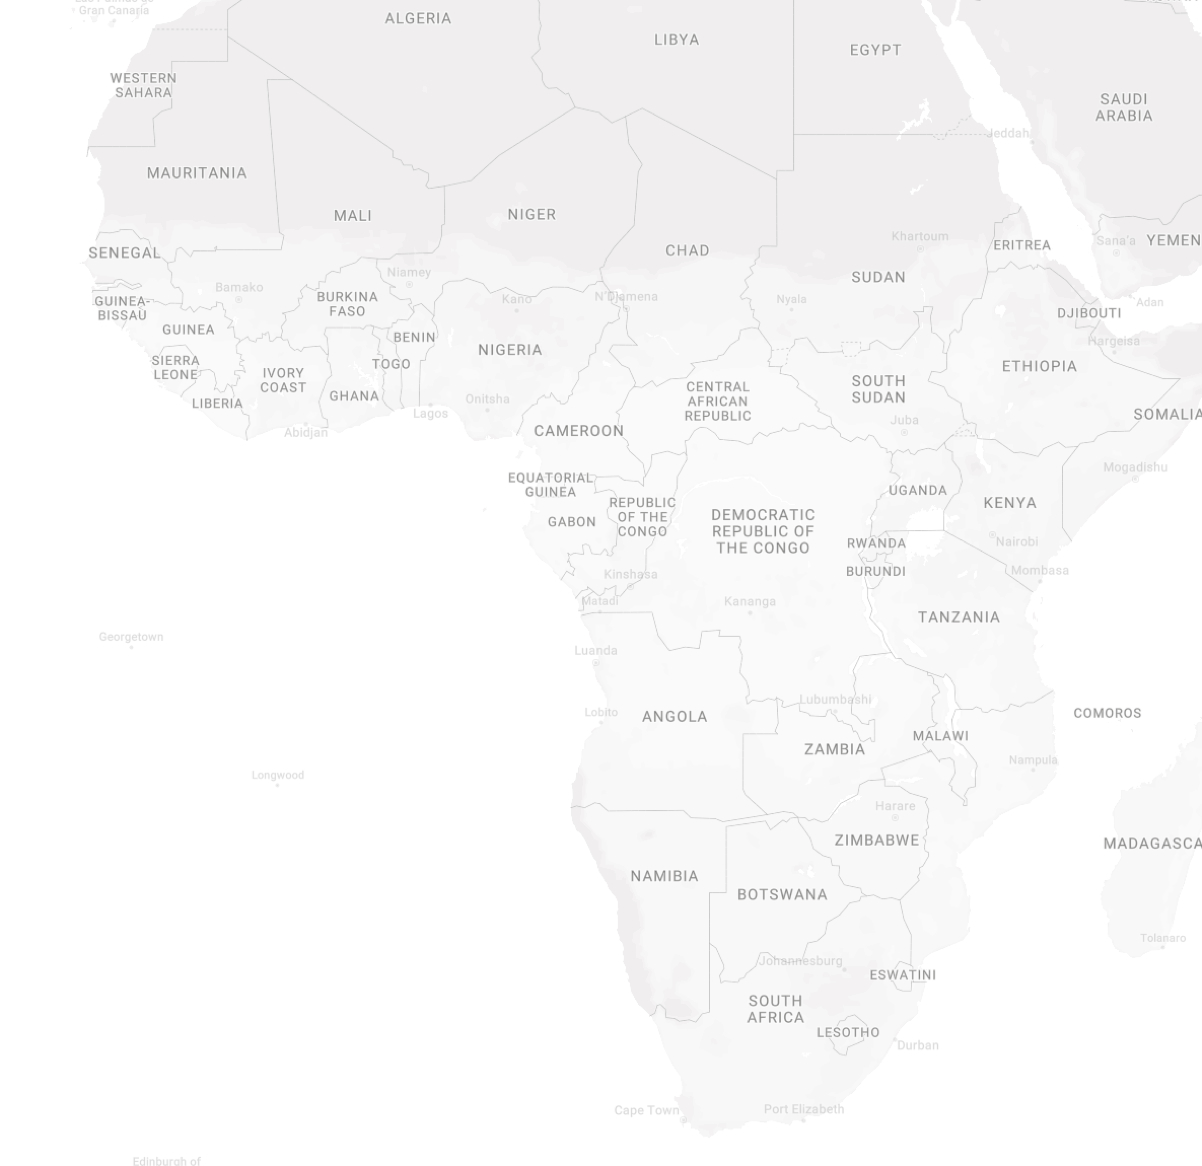 Gran Canaria
ALGERIA
LIBYA
EGYPT
WESTERN
SAHARA
SAUDI
ARABIA
Jeddah
MAURITANIA
MALI
NIGER
CHAD
Khartoum
ERITREA
Sana'a
YEMEN
SENEGAL
SUDAN
Niamey
Bamako
BURKINA
FASO
Kano
N'Djamena
Nyala
Adan
GUINEA-
BISSAU
DJIBOUTI
GUINEA
BENIN
NIGERIA
Hargeisa
SIERRA
LEONE
IVORY
COAST
TOGO
ETHIOPIA
GHANA
LIBERIA
CENTRAL
AFRICAN
REPUBLIC
SOUTH
SUDAN
Onitsha
Lagos
SOMALIA
Juba
Abidjan
CAMEROON
Mogadishu
EQUATORIAL
GUINEA
UGANDA
KENYA
REPUBLIC
OF THE
CONGO
GABON
DEMOCRATIC
REPUBLIC OF
THE CONGO
RWANDA
Nairobi
BURUNDI
Mombasa
Kinshasa
Matadi
Kananga
TANZANIA
Georgetown
Luanda
Lubumbashi
Lobito
ANGOLA
COMOROS
MALAWI
ZAMBIA
Nampula
Longwood
Harare
ZIMBABWE
MADAGASCA
NAMIBIA
BOTSWANA
Tolanaro
Johannesburg
ESWATINI
SOUTH
AFRICA
LESOTHO
Durban
Cape Town
Port Elizabeth
Edinburgh of